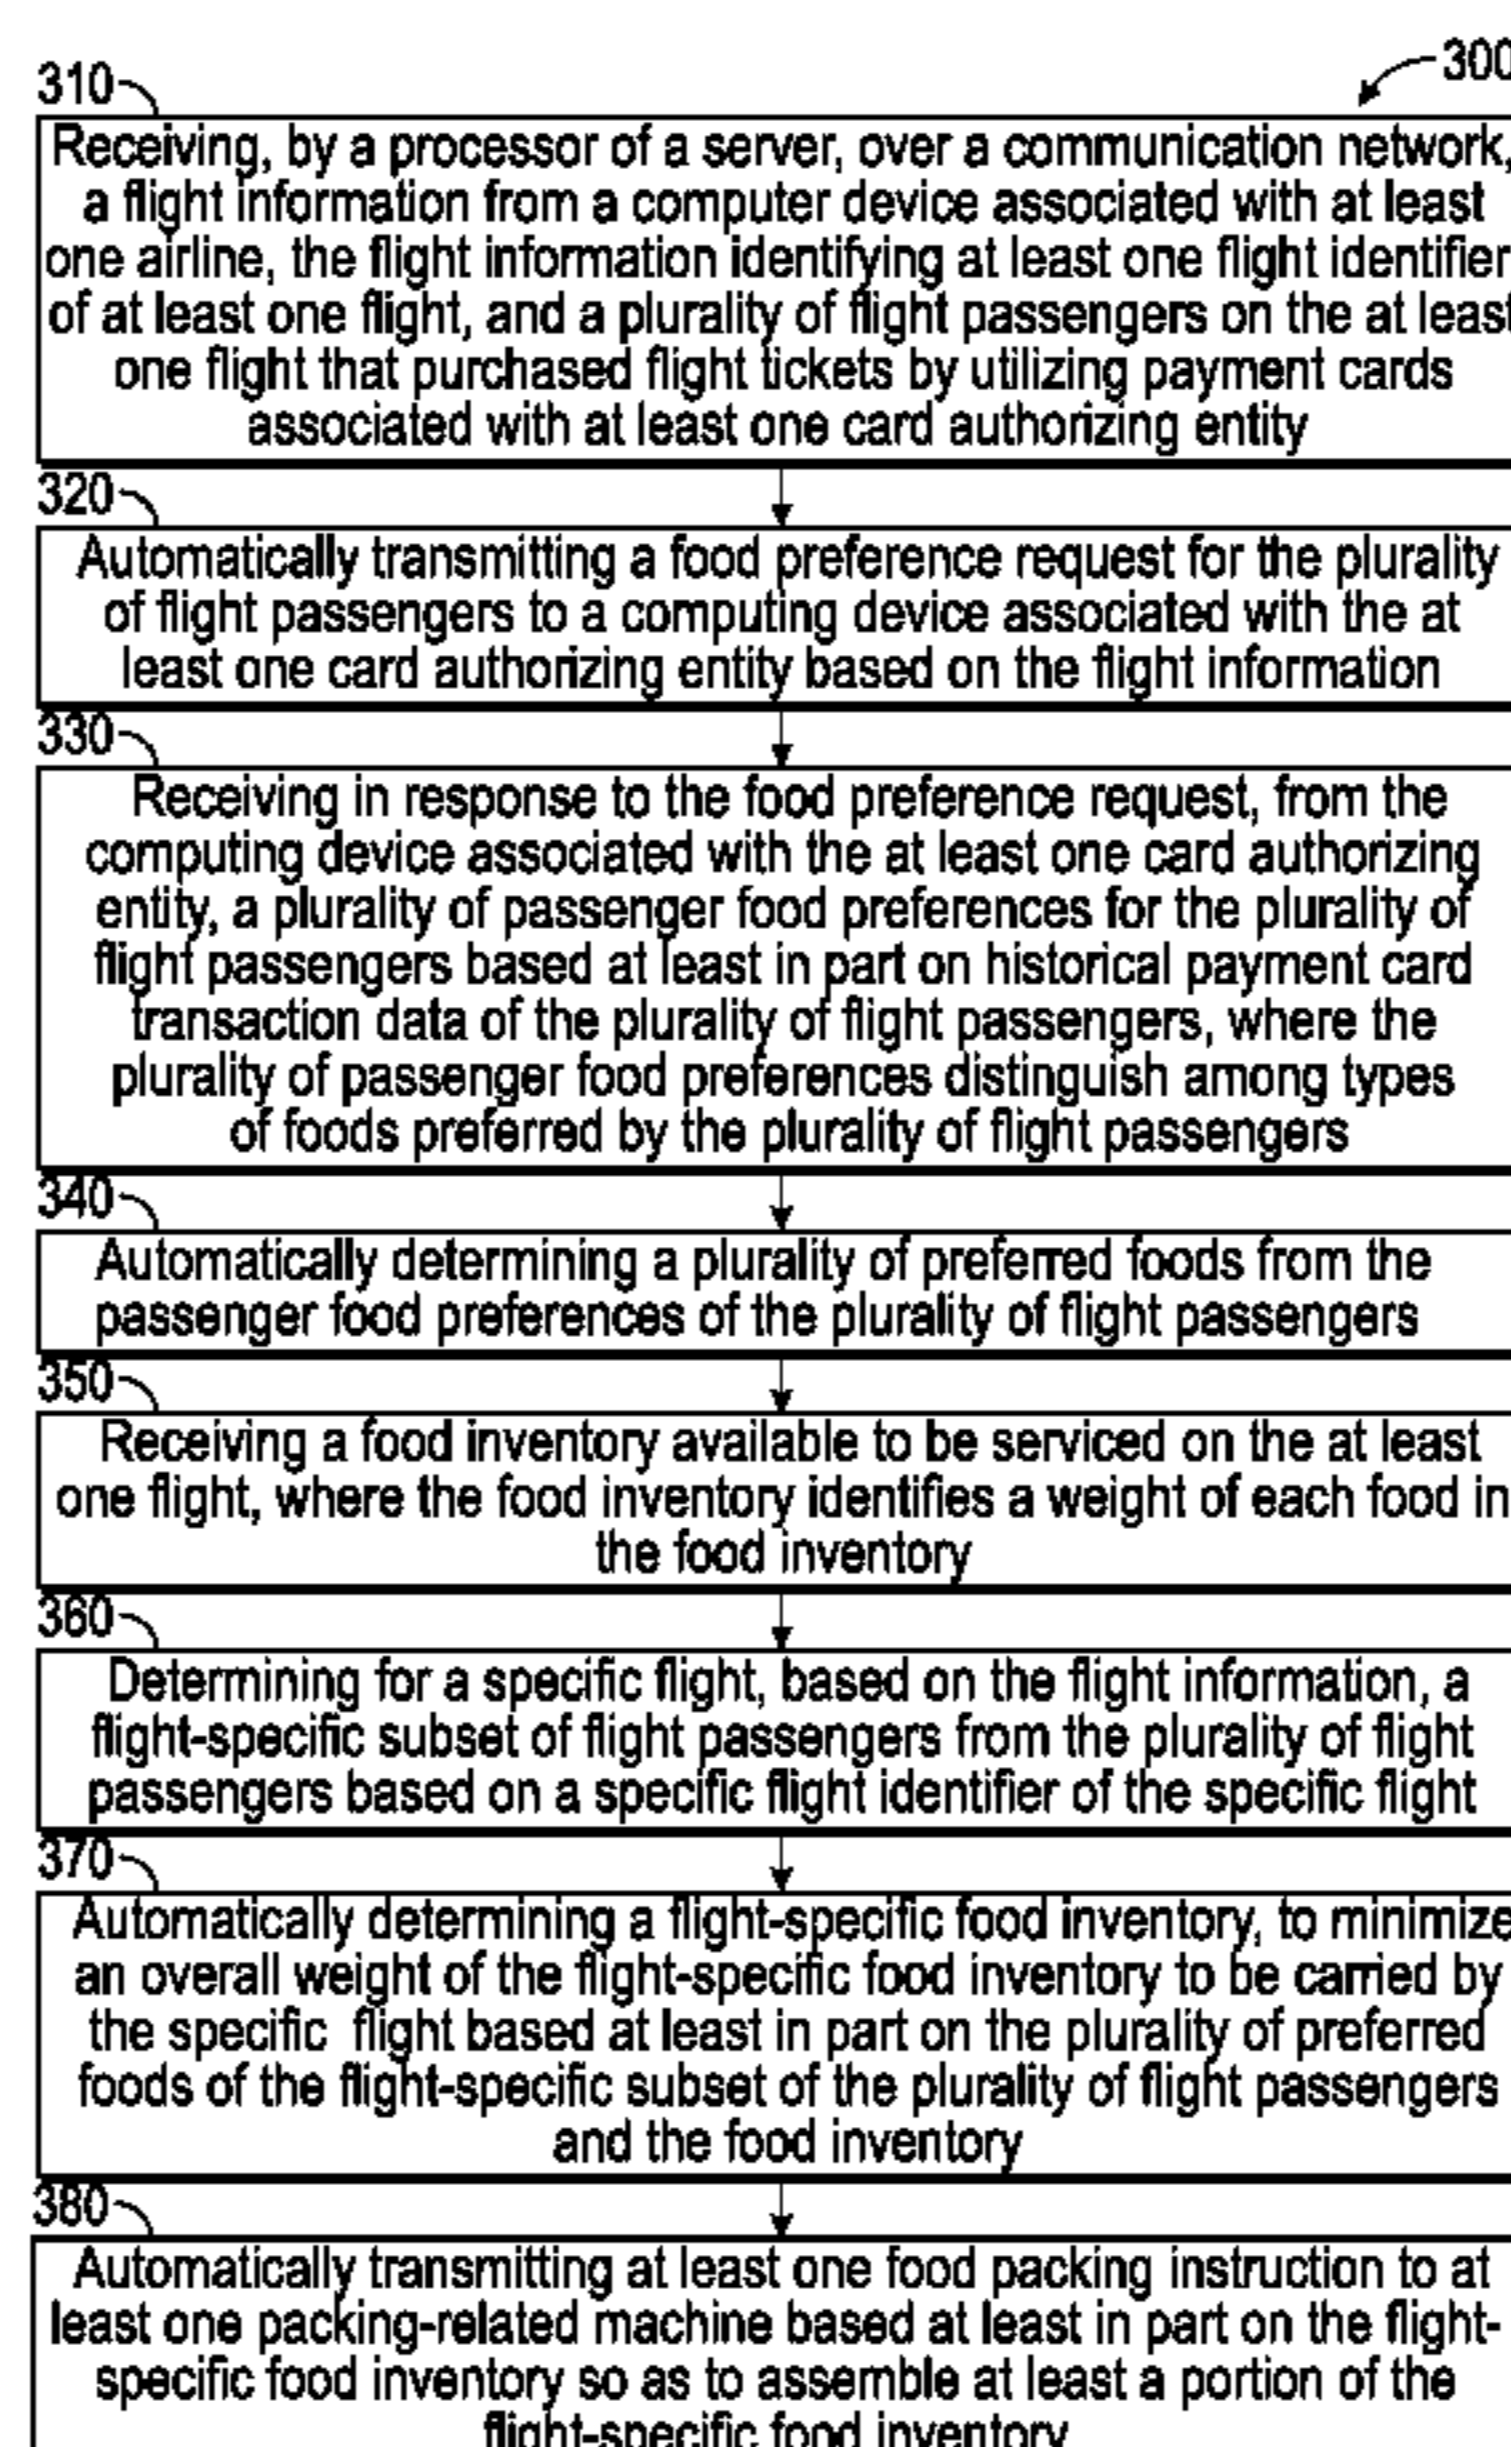 300
310
Receiving, by a processor of a server, over a communication network,
a flight information from a computer device associated with at least
one airline, the flight information identifying at least one flight identifier
of at least one flight, and a plurality of flight passengers on the at least
one flight that purchased flight tickets by utilizing payment cards
associated with at least one card authorizing entity
320
Automatically transmitting a food preference request for the plurality
of flight passengers to a computing device associated with the at
least one card authorizing entity based on the flight information
330
Receiving in response to the food preference request, from the
computing device associated with the at least one card authorizing
entity, a plurality of passenger food preferences for the plurality of
flight passengers based at least in part on historical payment card
transaction data of the plurality of flight passengers, where the
plurality of passenger food preferences distinguish among types
of foods preferred by the plurality of flight passengers
340
Automatically determining a plurality of preferred foods from the
passenger food preferences of the plurality of flight passengers
350
Receiving a food inventory available to be serviced on the at least
one flight, where the food inventory identifies a weight of each food in
the food inventory
360
Determining for a specific flight, based on the flight information, a
flight-specific subset of flight passengers from the plurality of flight
passengers based on a specific flight identifier of the specific flight
370
Automatically determining a flight-specific food inventory, to minimize
an overall weight of the flight-specific food inventory to be carried by
the specific flight based at least in part on the plurality of preferred
foods of the flight-specific subset of the plurality of flight passengers
and the food inventory
380
Automatically transmitting at least one food packing instruction to at
least one packing-related machine based at least in part on the flight-
specific food inventory so as to assemble at least a portion of the
flight-specific food inventory